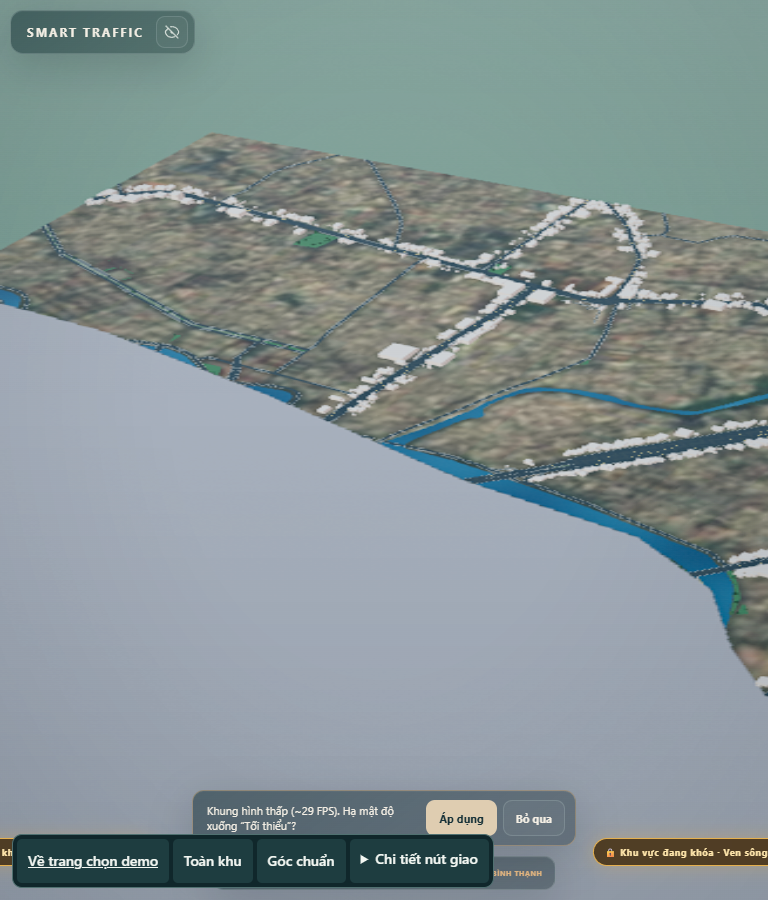 SMART TRAFFIC
Khung hình thấp (~29 FPS). Hạ mật độ
xuống “Tối thiểu”?
Áp dụng
Bỏ qua
Về trang chọn demo
Toàn khu
Góc chuẩn
▶ Chi tiết nút giao
BÌNH THẠNH
Khu vực đang khóa · Ven sông